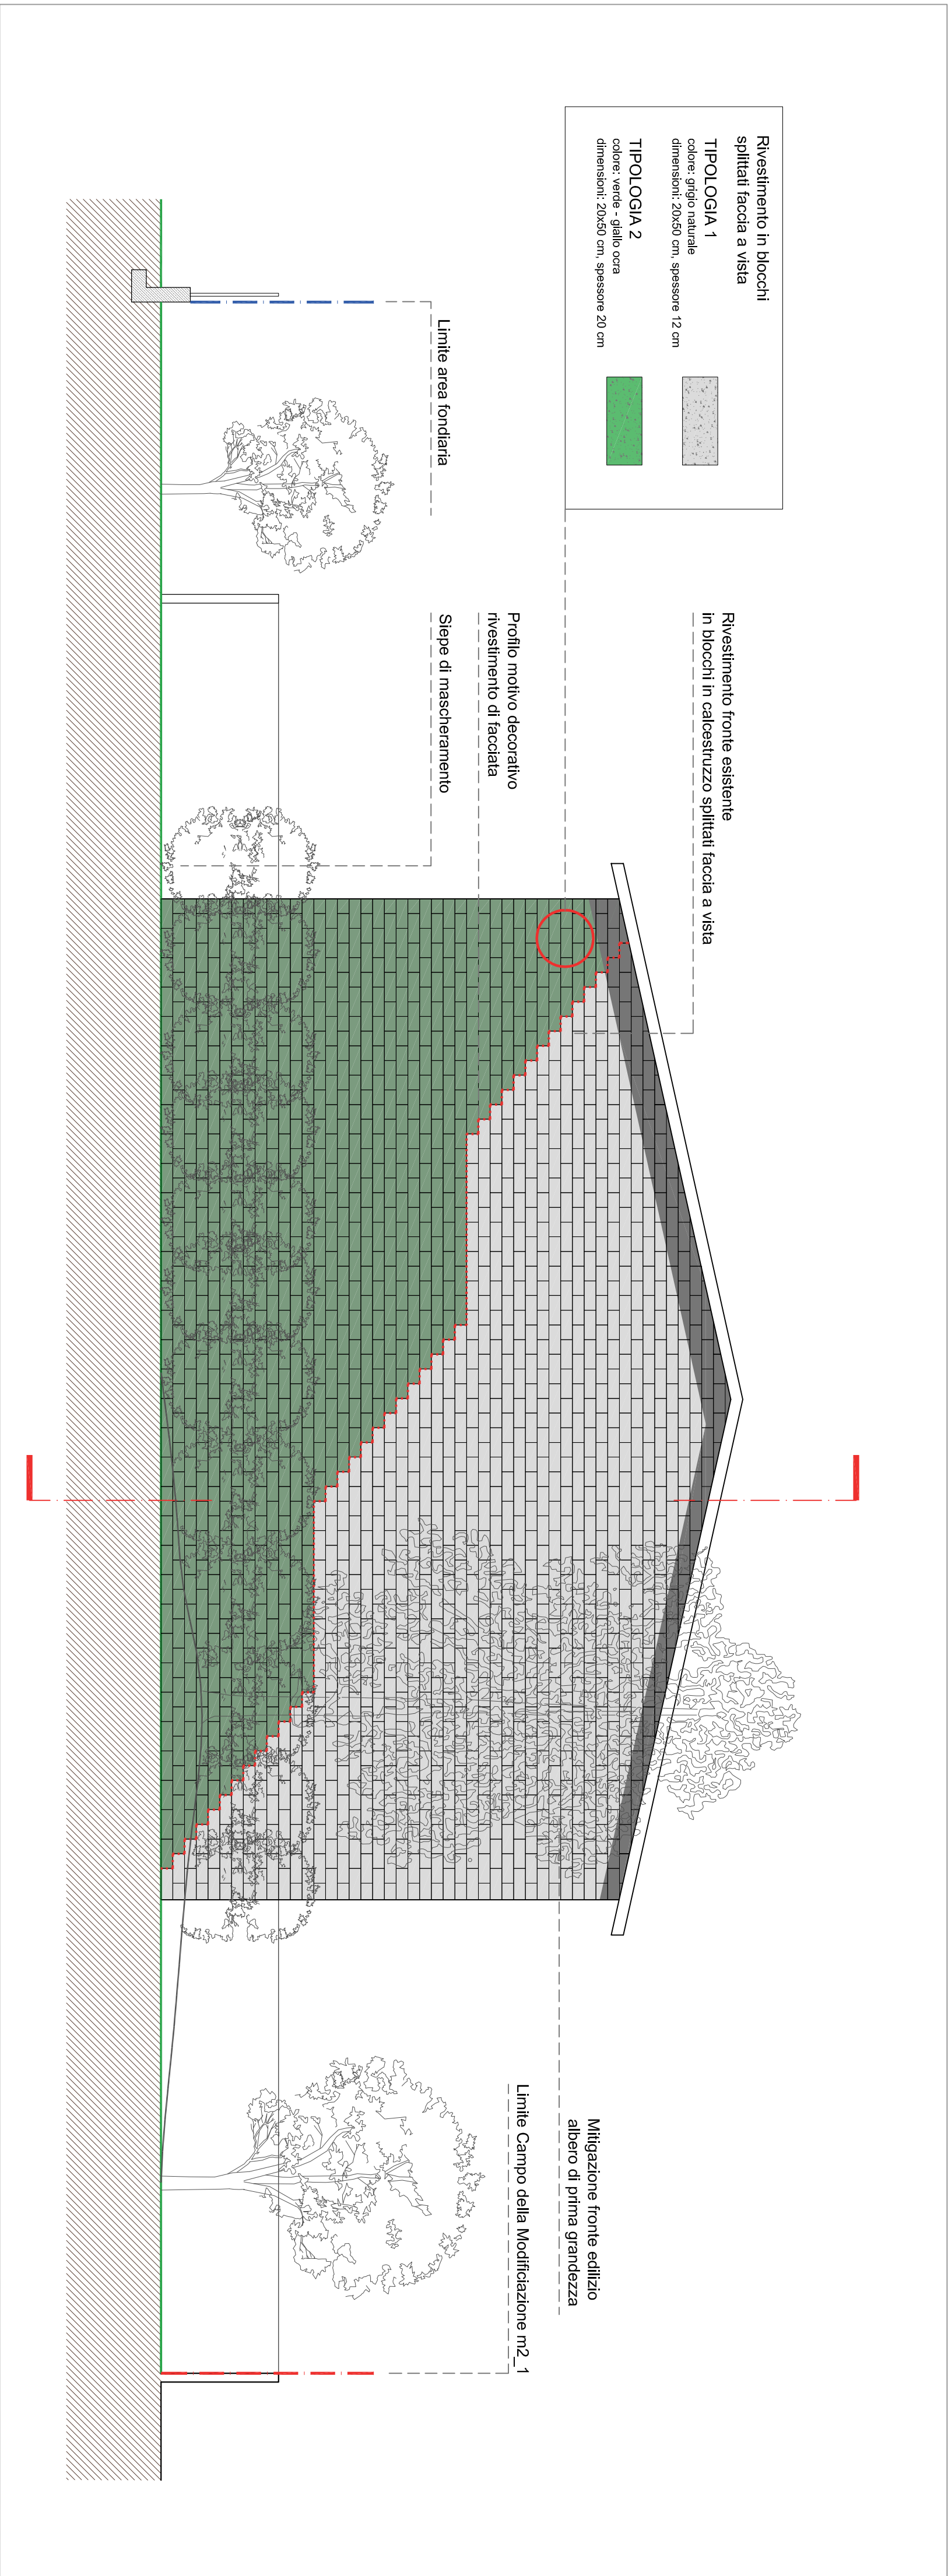 Rivestimento in blocchi
splittati faccia a vista
TIPOLOGIA 1
colore: grigio naturale
dimensioni: 20x50 cm, spessore 12 cm
TIPOLOGIA 2
colore: verde - giallo ocra
dimensioni: 20x50 cm, spessore 20 cm
Rivestimento fronte esistente
in blocchi in calcestruzzo splittati faccia a vista
Profilo motivo decorativo
rivestimento di facciata
Siepe di mascheramento
Limite area fondiaria
Mitigazione fronte edilizio
albero di prima grandezza
Limite Campo della Modificiazione m2_1